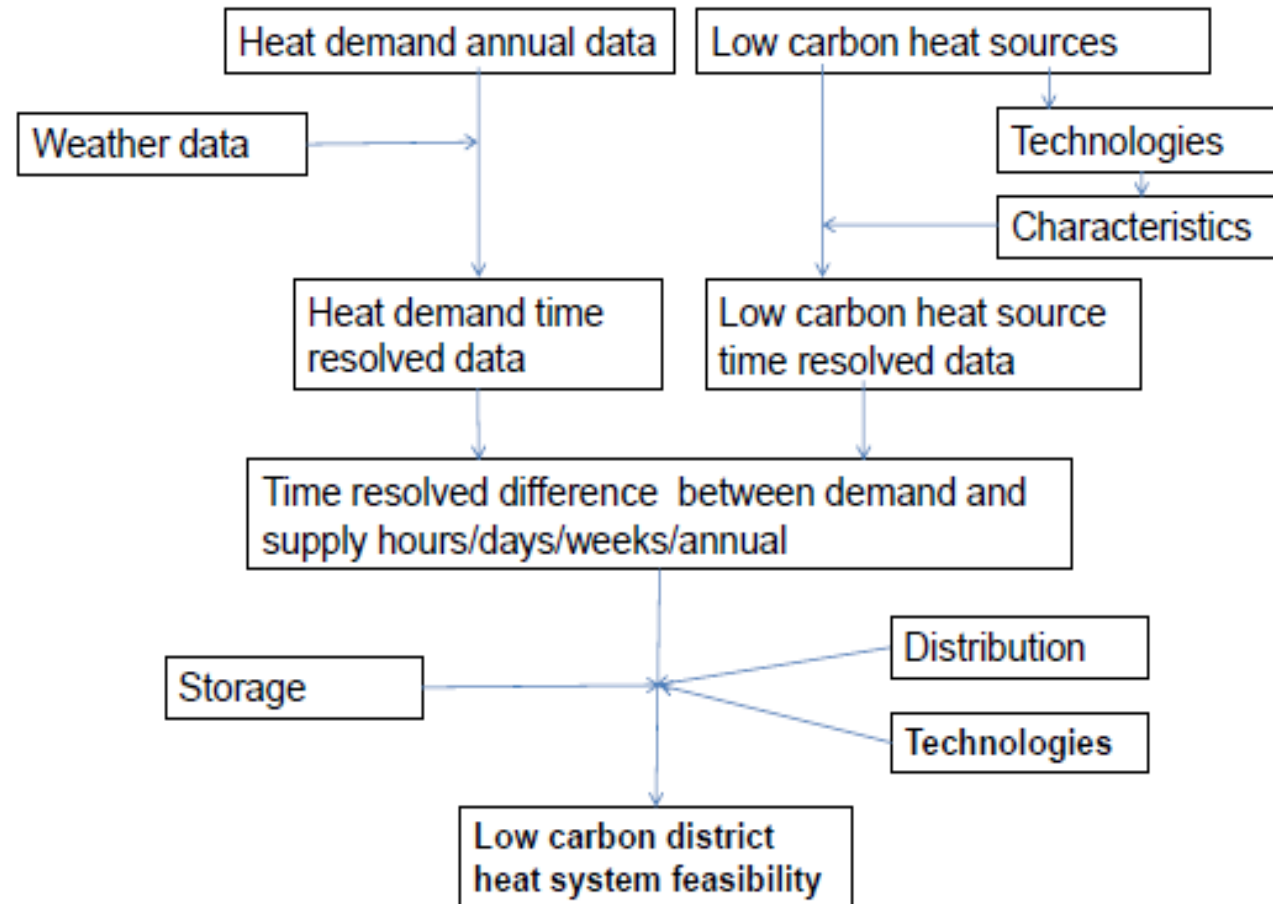 Heat demand annual data
Low carbon heat sources
Weather data
Technologies
Characteristics
Heat demand time
resolved data
Low carbon heat source
time resolved data
Time resolved difference  between demand and
supply hours/days/weeks/annual
Distribution
Storage
Technologies
Low carbon district
heat system feasibility